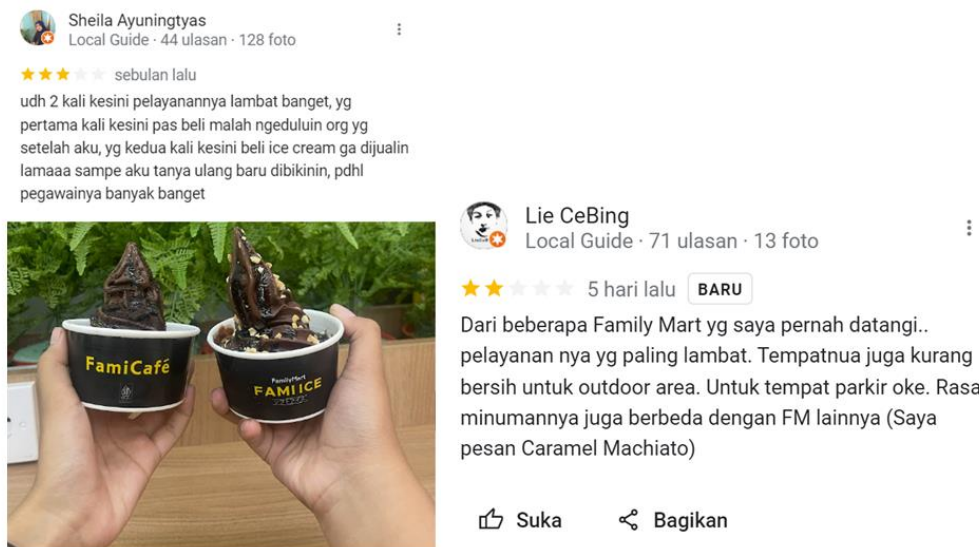 Sheila Ayuningtyas
Local Guide · 44 ulasan · 128 foto
sebulan lalu
udh 2 kali kesini pelayanannya lambat banget, yg
pertama kali kesini pas beli malah ngeduluin org yg
setelah aku, yg kedua kali kesini beli ice cream ga dijualin
lamaaa sampe aku tanya ulang baru dibikinin, pdhl
pegawainya banyak banget
FamiCafé
FamilyMart
FAMIICE
Lie CeBing
Local Guide · 71 ulasan · 13 foto
5 hari lalu BARU
Dari beberapa Family Mart yg saya pernah datangi..
pelayanan nya yg paling lambat. Tempatnua juga kurang
bersih untuk outdoor area. Untuk tempat parkir oke. Rasa
minumannya juga berbeda dengan FM lainnya (Saya
pesan Caramel Machiato)
Suka Bagikan